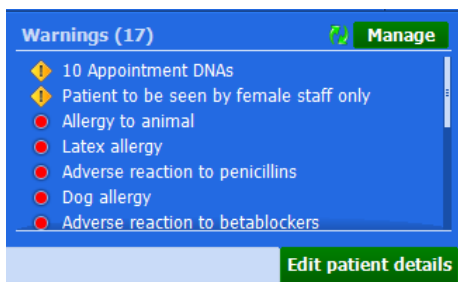 Warnings (17)
Manage
10 Appointment DNAs
Patient to be seen by female staff only
Allergy to animal
Latex allergy
Adverse reaction to penicillins
Dog allergy
Adverse reaction to betablockers
Edit patient details